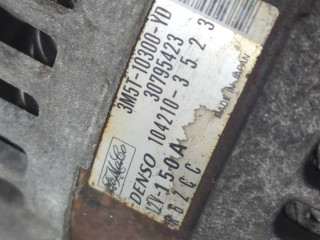 3M5T-10300-YD
30795423
104210-3523
DENSO
12V-150A
MADE IN JAPAN